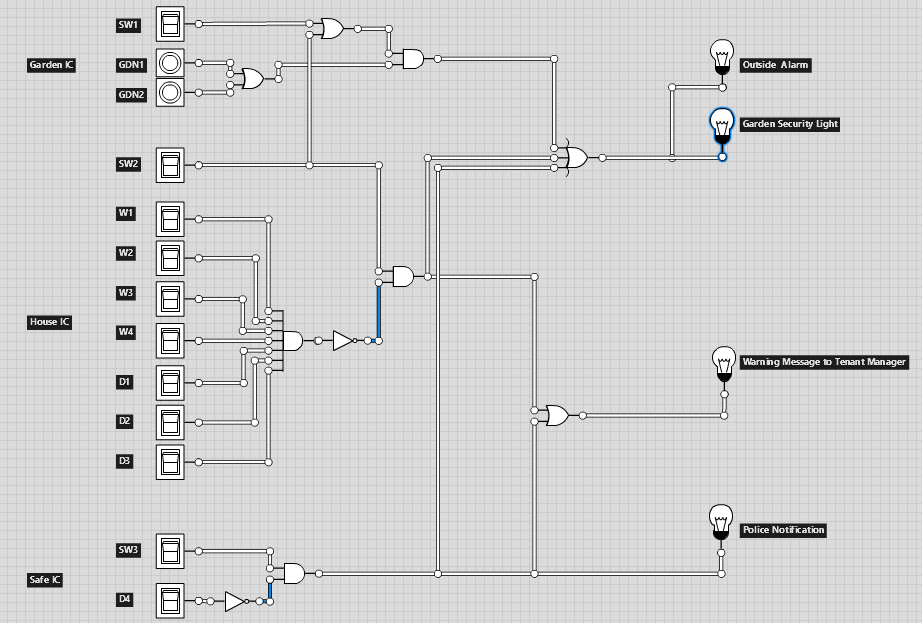 SW1
Outside Alarm
Garden IC
GDN1
GDN2
Garden Security Light
SW2
W1
W2
W3
House IC
W4
Warning Message to Tenant Manager
D1
D2
D3
Police Notification
SW3
Safe IC
D4